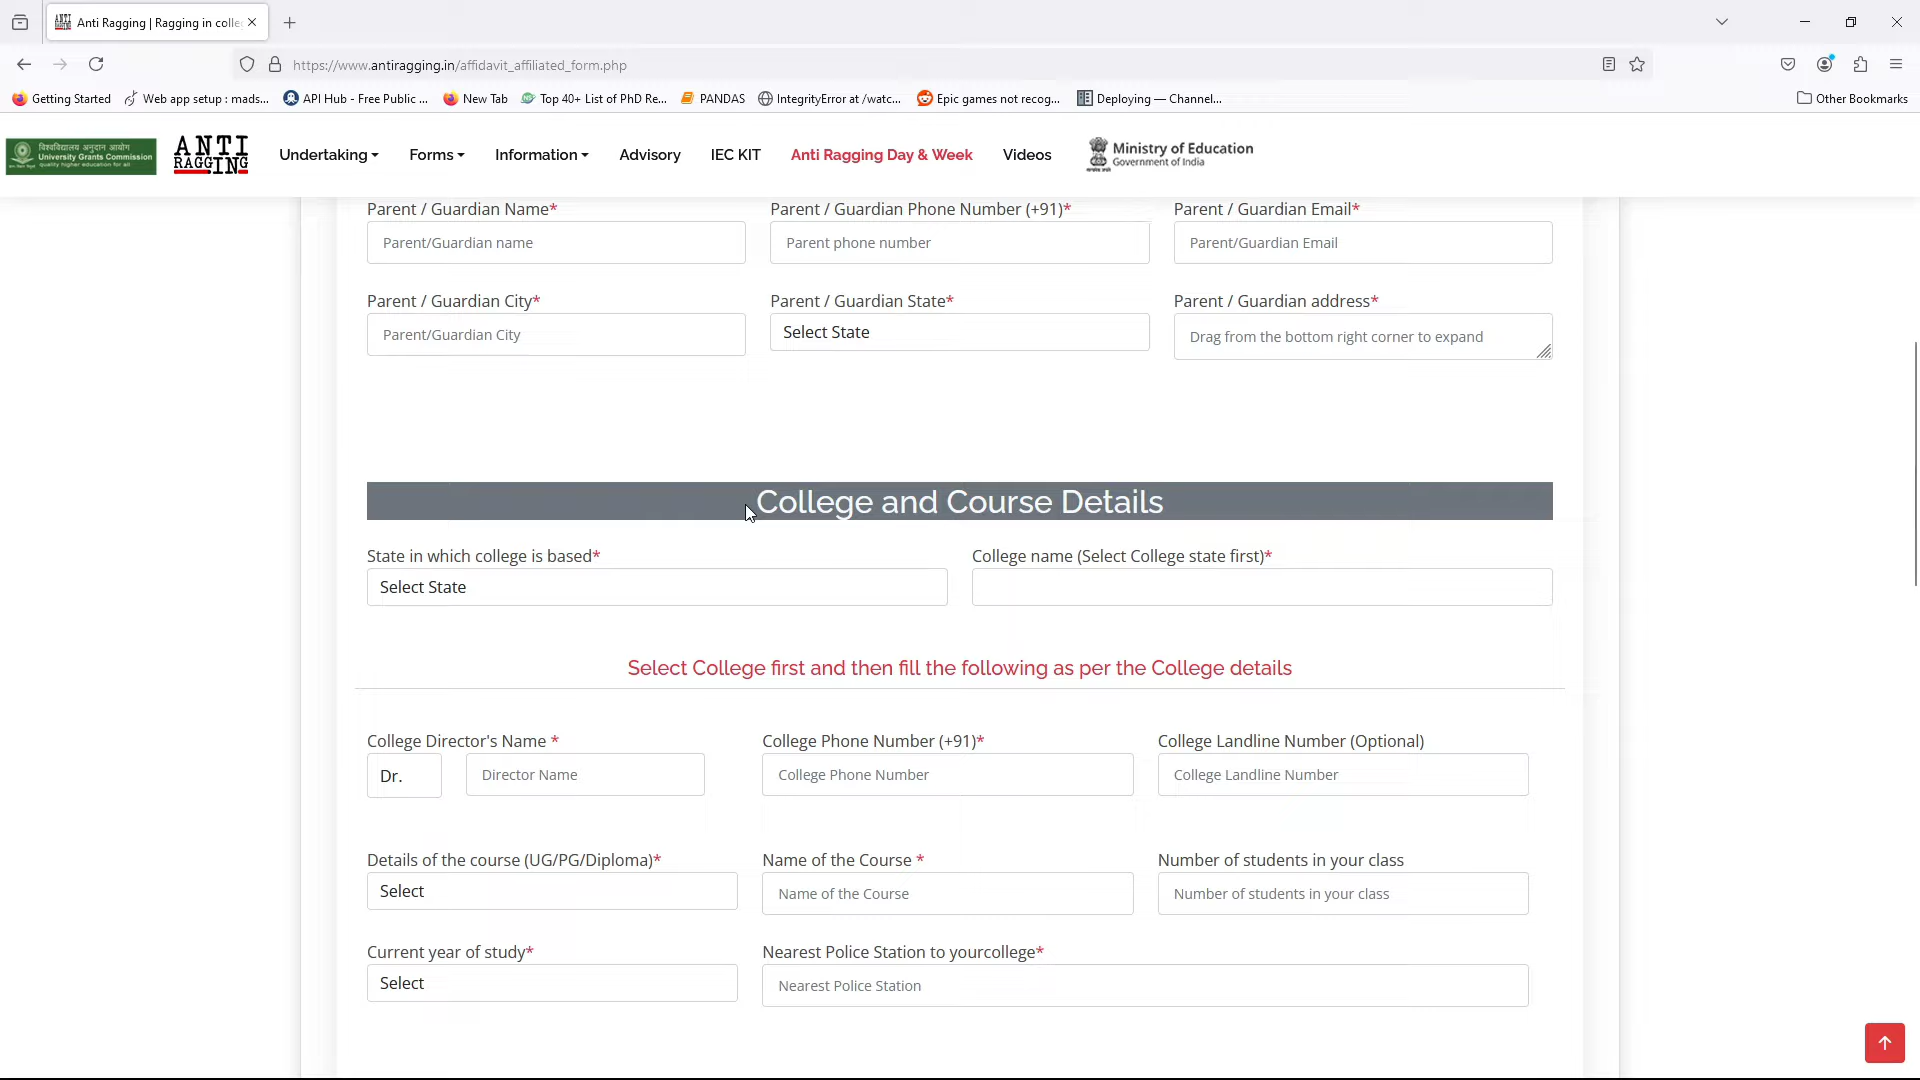 Anti Ragging | Ragging in colle
https://www.antiragging.in/affidavit_affiliated_form.php
Getting Started
Web app setup : mads...
API Hub - Free Public ...
New Tab
Top 40+ List of PhD Re...
PANDAS
IntegrityError at /watc...
Epic games not recog...
Deploying — Channel...
Other Bookmarks
विश्वविद्यालय अनुदान आयोग
University Grants Commission
quality higher education for all
ANTI
RAGGING
Undertaking
Forms
Information
Advisory
IEC KIT
Anti Ragging Day & Week
Videos
Ministry of Education
Government of India
Parent / Guardian Name*
Parent / Guardian Phone Number (+91)*
Parent / Guardian Email*
Parent/Guardian name
Parent phone number
Parent/Guardian Email
Parent / Guardian City*
Parent / Guardian State*
Parent / Guardian address*
Parent/Guardian City
Select State
Drag from the bottom right corner to expand
College and Course Details
State in which college is based*
College name (Select College state first)*
Select State
Select College first and then fill the following as per the College details
College Director's Name *
College Phone Number (+91)*
College Landline Number (Optional)
Dr.
Director Name
College Phone Number
College Landline Number
Details of the course (UG/PG/Diploma)*
Name of the Course *
Number of students in your class
Select
Name of the Course
Number of students in your class
Current year of study*
Nearest Police Station to yourcollege*
Select
Nearest Police Station